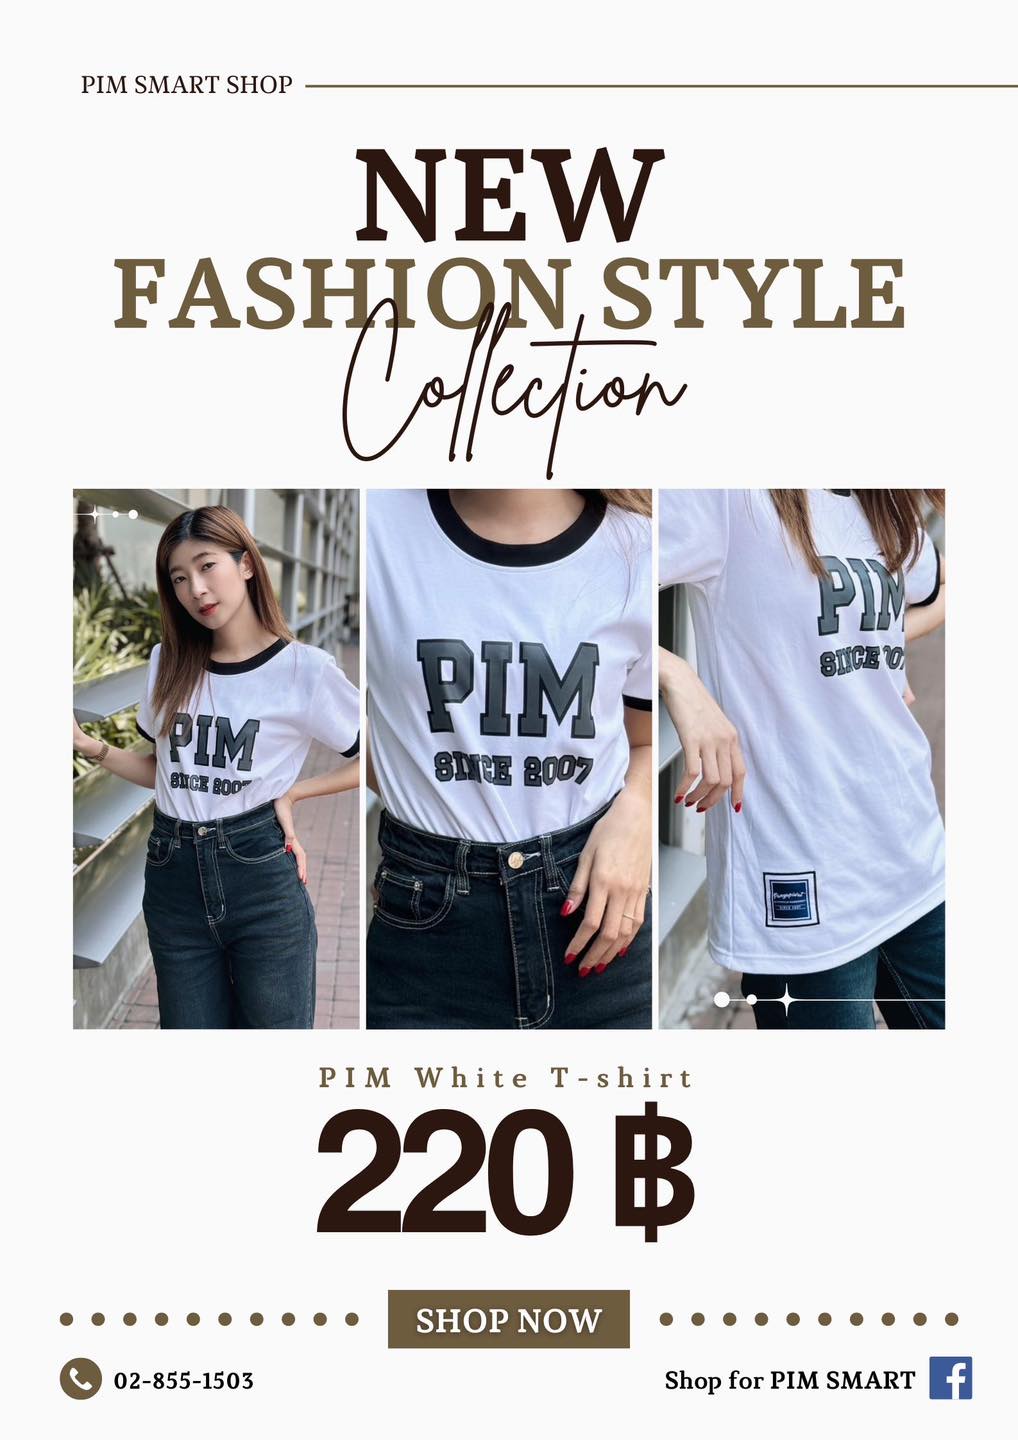 PIM SMART SHOP
NEW
FASHION STYLE
Collection
PIM
SINCE 2007
PIM
SINCE 2007
PIM
SINCE 2007
PIM White T-shirt
220 ฿
SHOP NOW
02-855-1503
Shop for PIM SMART